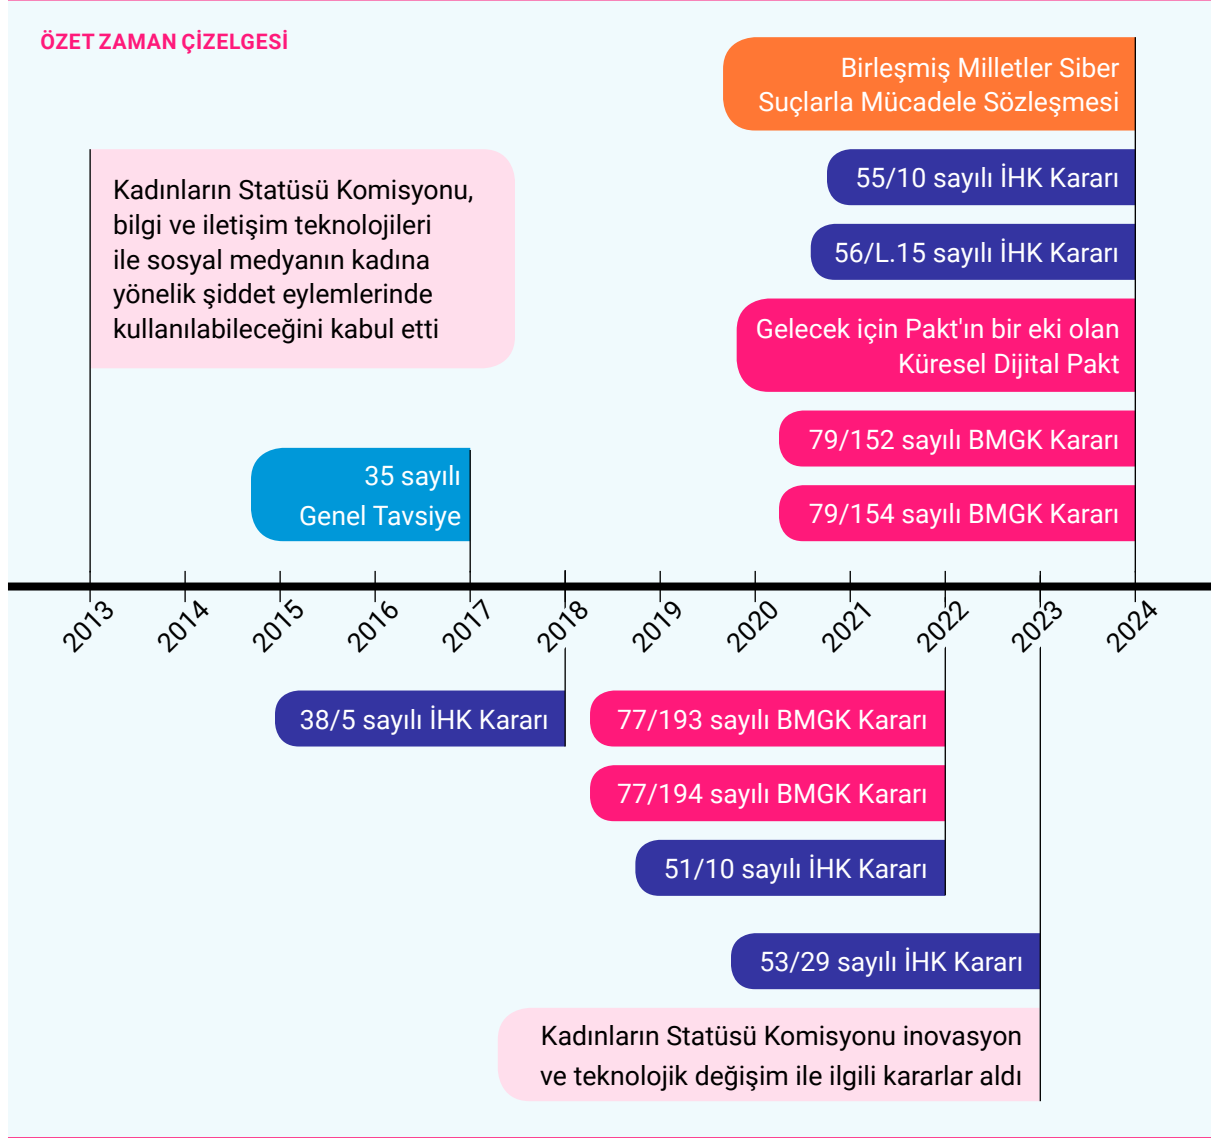 ÖZET ZAMAN ÇİZELGESİ
Birleşmiş Milletler Siber
Suçlarla Mücadele Sözleşmesi
Kadınların Statüsü Komisyonu,
bilgi ve iletişim teknolojileri
ile sosyal medyanın kadına
yönelik şiddet eylemlerinde
kullanılabileceğini kabul etti
55/10 sayılı İHK Kararı
56/L.15 sayılı İHK Kararı
Gelecek için Pakt'ın bir eki olan
Küresel Dijital Pakt
79/152 sayılı BMGK Kararı
35 sayılı
Genel Tavsiye
79/154 sayılı BMGK Kararı
2013
2014
2015
2016
2017
2018
2019
2020
2021
2022
2023
2024
38/5 sayılı İHK Kararı
77/193 sayılı BMGK Kararı
77/194 sayılı BMGK Kararı
51/10 sayılı İHK Kararı
53/29 sayılı İHK Kararı
Kadınların Statüsü Komisyonu inovasyon
ve teknolojik değişim ile ilgili kararlar aldı